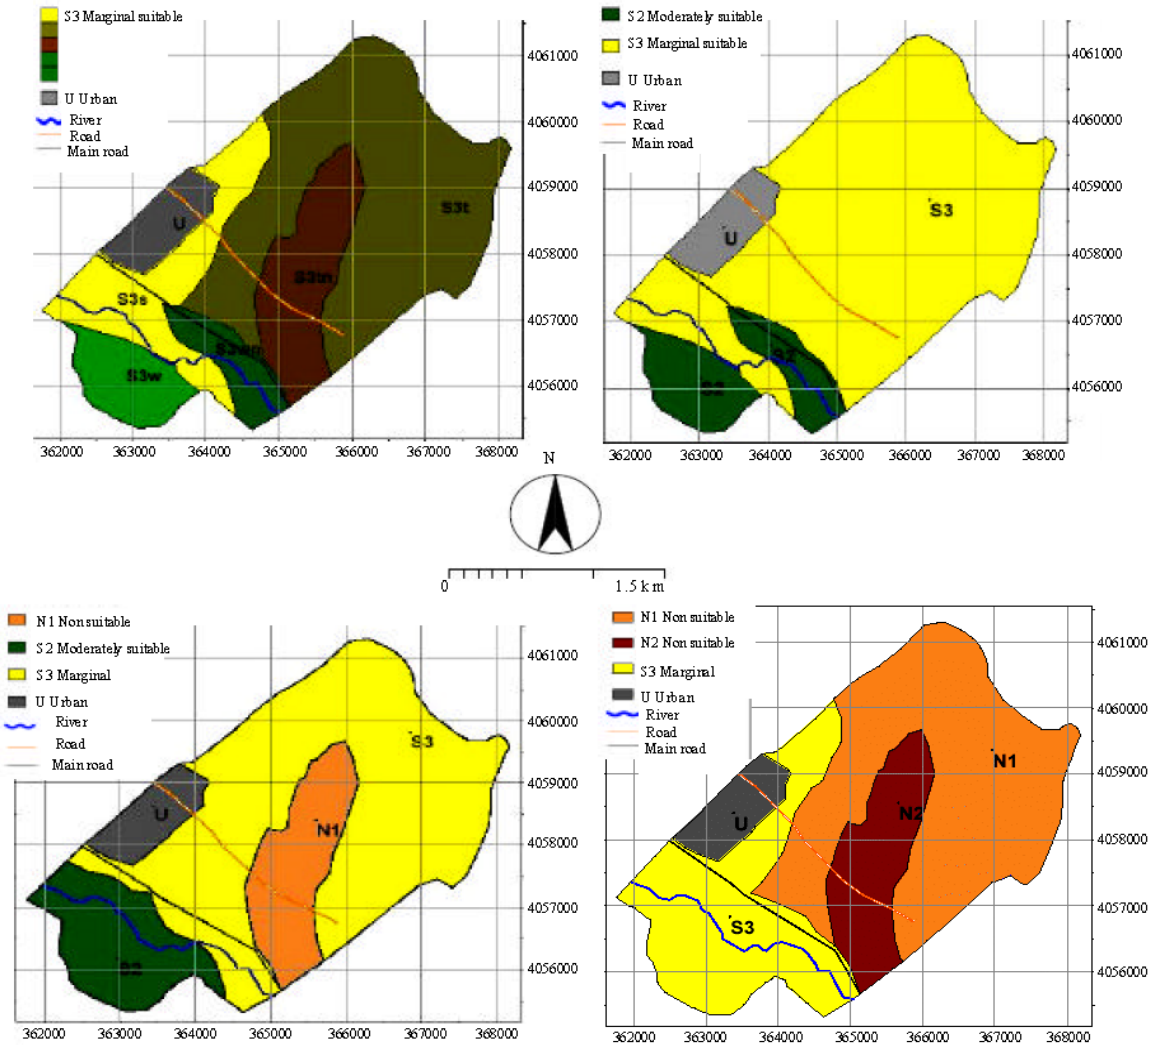 S3 Marginal suitable
U Urban
River
Road
Main road
4061000
4060000
4059000
4058000
4057000
4056000
U
S3t
S3tn
S3s
S3w
362000 363000 364000 365000 366000 367000 368000
S2 Moderately suitable
S3 Marginal suitable
U Urban
River
Road
Main road
4061000
4060000
4059000
4058000
4057000
4056000
S3
U
S2
S2
362000 363000 364000 365000 366000 367000 368000
N
0 1.5 km
N1 Non suitable
S2 Moderately suitable
S3 Marginal
U Urban
River
Road
Main road
4061000
4060000
4059000
4058000
4057000
4056000
S3
U
N1
S2
362000 363000 364000 365000 366000 367000 368000
N1 Non suitable
N2 Non suitable
S3 Marginal
U Urban
River
Road
Main road
4061000
4060000
4059000
4058000
4057000
4056000
N1
N2
U
S3
362000 363000 364000 365000 366000 367000 368000